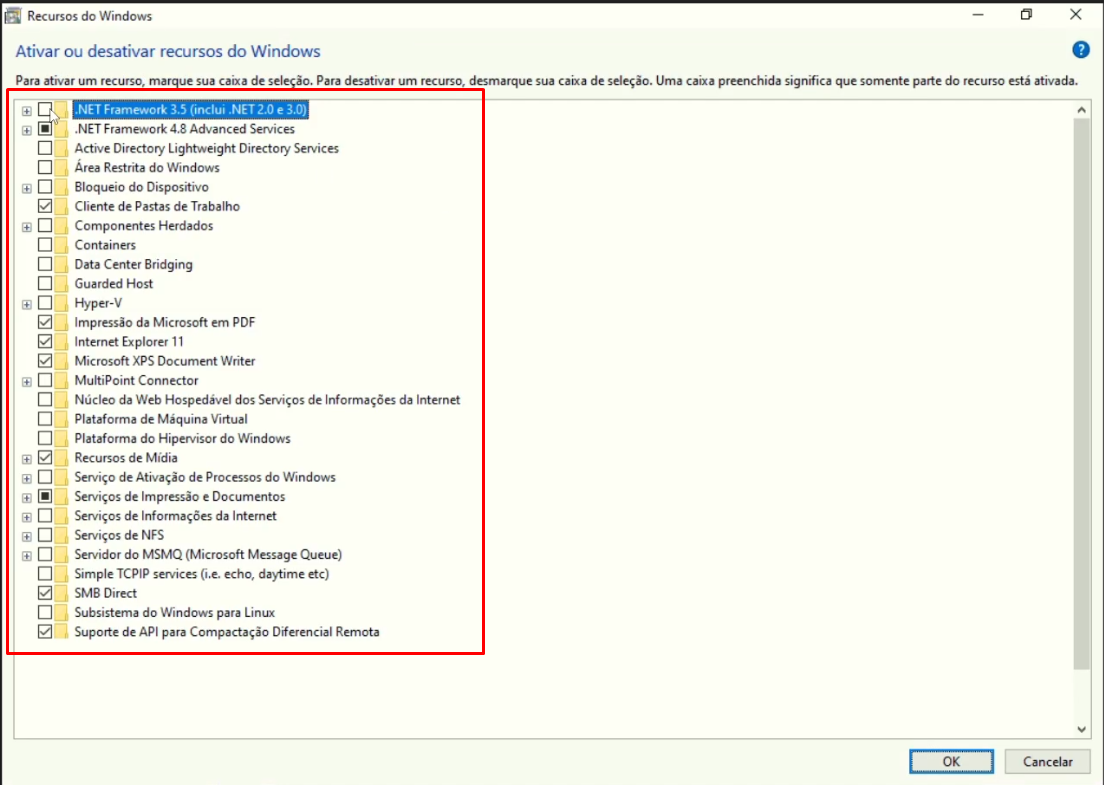 Recursos do Windows
Ativar ou desativar recursos do Windows
Para ativar um recurso, marque sua caixa de seleção. Para desativar um recurso, desmarque sua caixa de seleção. Uma caixa preenchida significa que somente parte do recurso está ativada.
.NET Framework 3.5 (inclui .NET 2.0 e 3.0)
.NET Framework 4.8 Advanced Services
Active Directory Lightweight Directory Services
Área Restrita do Windows
Bloqueio do Dispositivo
Cliente de Pastas de Trabalho
Componentes Herdados
Containers
Data Center Bridging
Guarded Host
Hyper-V
Impressão da Microsoft em PDF
Internet Explorer 11
Microsoft XPS Document Writer
MultiPoint Connector
Núcleo da Web Hospedável dos Serviços de Informações da Internet
Plataforma de Máquina Virtual
Plataforma do Hipervisor do Windows
Recursos de Mídia
Serviço de Ativação de Processos do Windows
Serviços de Impressão e Documentos
Serviços de Informações da Internet
Serviços de NFS
Servidor do MSMQ (Microsoft Message Queue)
Simple TCPIP services (i.e. echo, daytime etc)
SMB Direct
Subsistema do Windows para Linux
Suporte de API para Compactação Diferencial Remota
OK
Cancelar